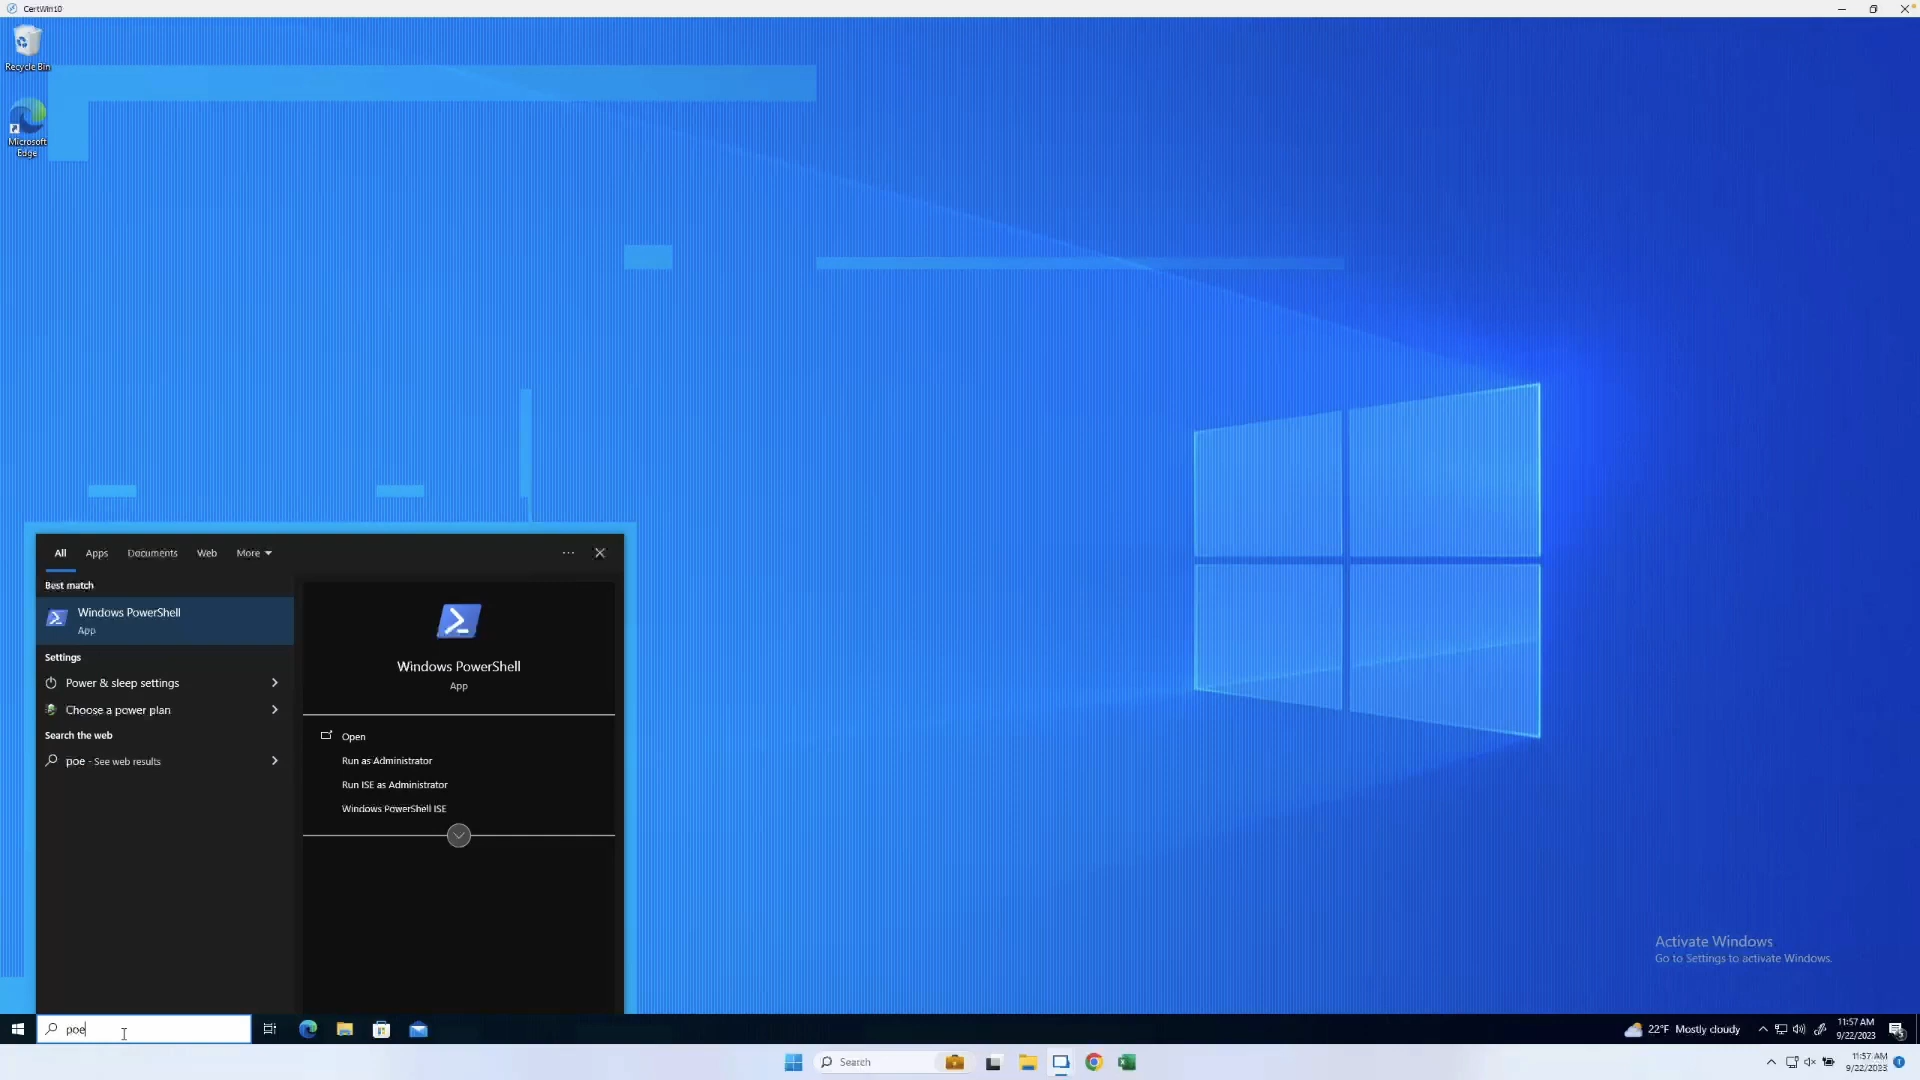 CertWin10
Recycle Bin
Microsoft
Edge
All
Apps
Documents
Web
More
Best match
Windows PowerShell
App
Settings
Power & sleep settings
Choose a power plan
Search the web
poe - See web results
Windows PowerShell
App
Open
Run as Administrator
Run ISE as Administrator
Windows PowerShell ISE
Activate Windows
Go to Settings to activate Windows.
poe
22°F Mostly cloudy
11:57 AM
9/22/2023
Search
11:57 AM
9/22/2023